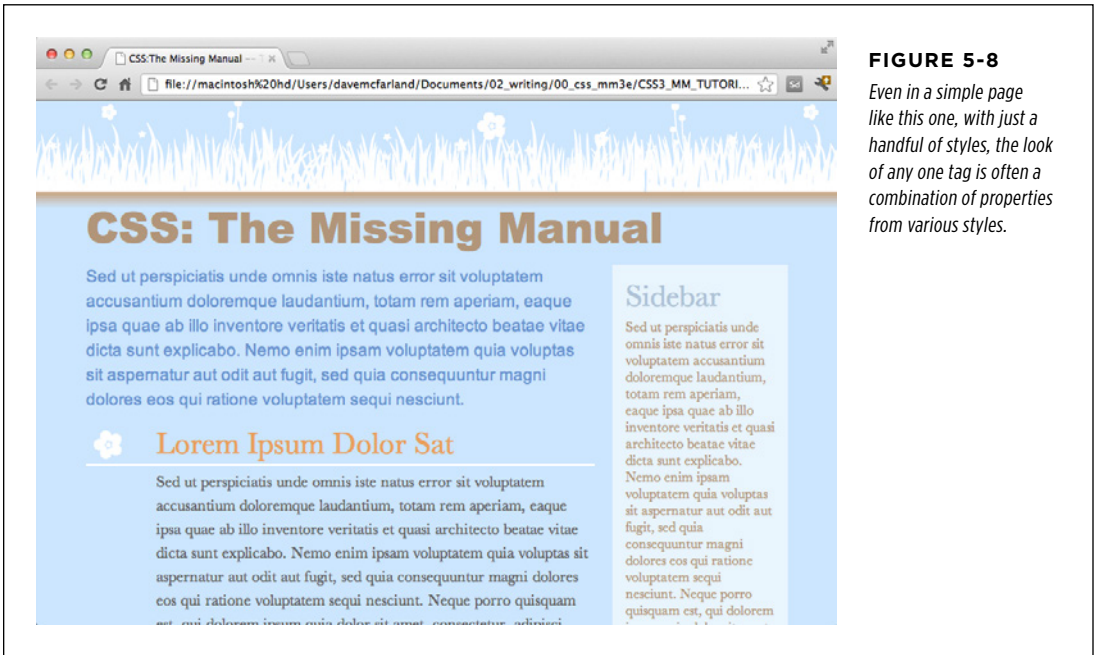 CSS:The Missing Manual -- T
file://macintosh%20hd/Users/davemcfarland/Documents/02_writing/00_css_mm3e/CSS3_MM_TUTORI...
CSS: The Missing Manual
Sed ut perspiciatis unde omnis iste natus error sit voluptatem
accusantium doloremque laudantium, totam rem aperiam, eaque
ipsa quae ab illo inventore veritatis et quasi architecto beatae vitae
dicta sunt explicabo. Nemo enim ipsam voluptatem quia voluptas
sit aspernatur aut odit aut fugit, sed quia consequuntur magni
dolores eos qui ratione voluptatem sequi nesciunt.
Lorem Ipsum Dolor Sat
Sed ut perspiciatis unde omnis iste natus error sit voluptatem
accusantium doloremque laudantium, totam rem aperiam, eaque
ipsa quae ab illo inventore veritatis et quasi architecto beatae vitae
dicta sunt explicabo. Nemo enim ipsam voluptatem quia voluptas sit
aspernatur aut odit aut fugit, sed quia consequuntur magni dolores
eos qui ratione voluptatem sequi nesciunt. Neque porro quisquam
est, qui dolorem ipsum quia dolor sit amet, consectetur, adipisci
Sidebar
Sed ut perspiciatis unde
omnis iste natus error sit
voluptatem accusantium
doloremque laudantium,
totam rem aperiam,
eaque ipsa quae ab illo
inventore veritatis et quasi
architecto beatae vitae
dicta sunt explicabo.
Nemo enim ipsam
voluptatem quia voluptas
sit aspernatur aut odit aut
fugit, sed quia
consequuntur magni
dolores eos qui ratione
voluptatem sequi
nesciunt. Neque porro
quisquam est, qui dolorem
FIGURE 5-8
Even in a simple page
like this one, with just a
handful of styles, the look
of any one tag is often a
combination of properties
from various styles.